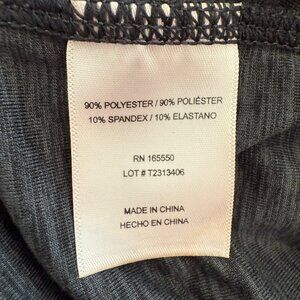 90% POLYESTER / 90% POLIÉSTER
10% SPANDEX / 10% ELASTANO
RN 165550
LOT # T2313406
MADE IN CHINA
HECHO EN CHINA